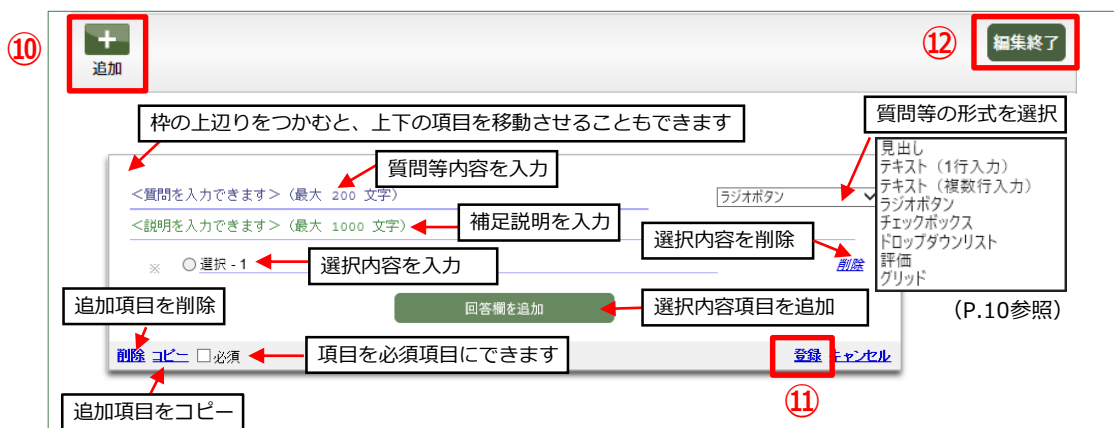 ⑩
追加
⑫
編集終了
枠の上辺りをつかむと、上下の項目を移動させることもできます
質問等の形式を選択
質問等内容を入力
見出し
テキスト（1行入力）
テキスト（複数行入力）
ラジオボタン
チェックボックス
ドロップダウンリスト
評価
グリッド
＜質問を入力できます＞（最大 200 文字）
ラジオボタン
＜説明を入力できます＞（最大 1000 文字）
補足説明を入力
選択内容を削除
※
選択 - 1
選択内容を入力
削除
追加項目を削除
回答欄を追加
選択内容項目を追加
（P.10参照）
削除 コピー 必須
項目を必須項目にできます
登録 キャンセル
⑪
追加項目をコピー